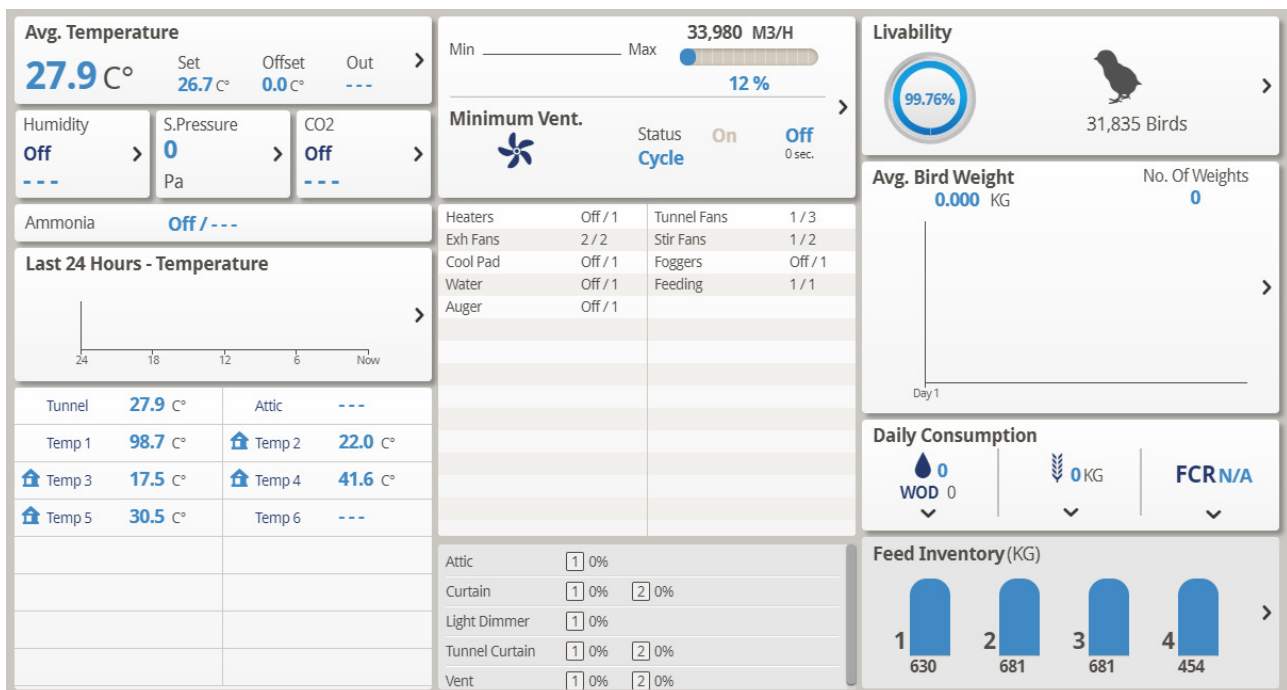 Avg. Temperature
27.9 C° Set 26.7 C° Offset 0.0 C° Out ---
Humidity
Off
---
S.Pressure
0
Pa
CO2
Off
---
Ammonia Off / ---
Last 24 Hours - Temperature
24 18 12 6 Now
Tunnel 27.9 C° Attic ---
Temp 1 98.7 C° Temp 2 22.0 C°
Temp 3 17.5 C° Temp 4 41.6 C°
Temp 5 30.5 C° Temp 6 ---
33,980 M3/H
Min Max
12 %
Minimum Vent.
Status On Off
Cycle 0 sec.
Heaters Off / 1 Tunnel Fans 1 / 3
Exh Fans 2 / 2 Stir Fans 1 / 2
Cool Pad Off / 1 Foggers Off / 1
Water Off / 1 Feeding 1 / 1
Auger Off / 1
Attic 1 0%
Curtain 1 0% 2 0%
Light Dimmer 1 0%
Tunnel Curtain 1 0% 2 0%
Vent 1 0% 2 0%
Livability
99.76%
31,835 Birds
Avg. Bird Weight No. Of Weights
0.000 KG 0
Day 1
Daily Consumption
0 0 KG FCR N/A
WOD 0
Feed Inventory (KG)
1 2 3 4
630 681 681 454